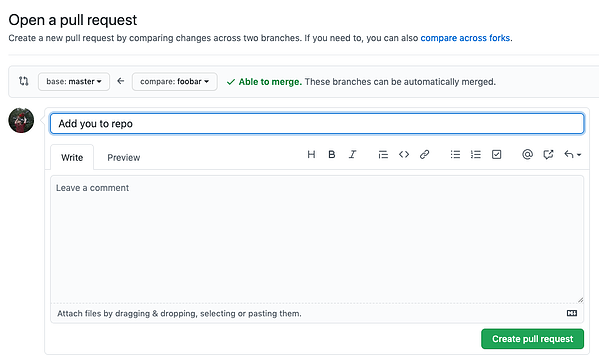 Open a pull request
Create a new pull request by comparing changes across two branches. If you need to, you can also compare across forks.
base: master compare: foobar Able to merge. These branches can be automatically merged.
Add you to repo
Write Preview H B I @
Leave a comment
Attach files by dragging & dropping, selecting or pasting them.
Create pull request